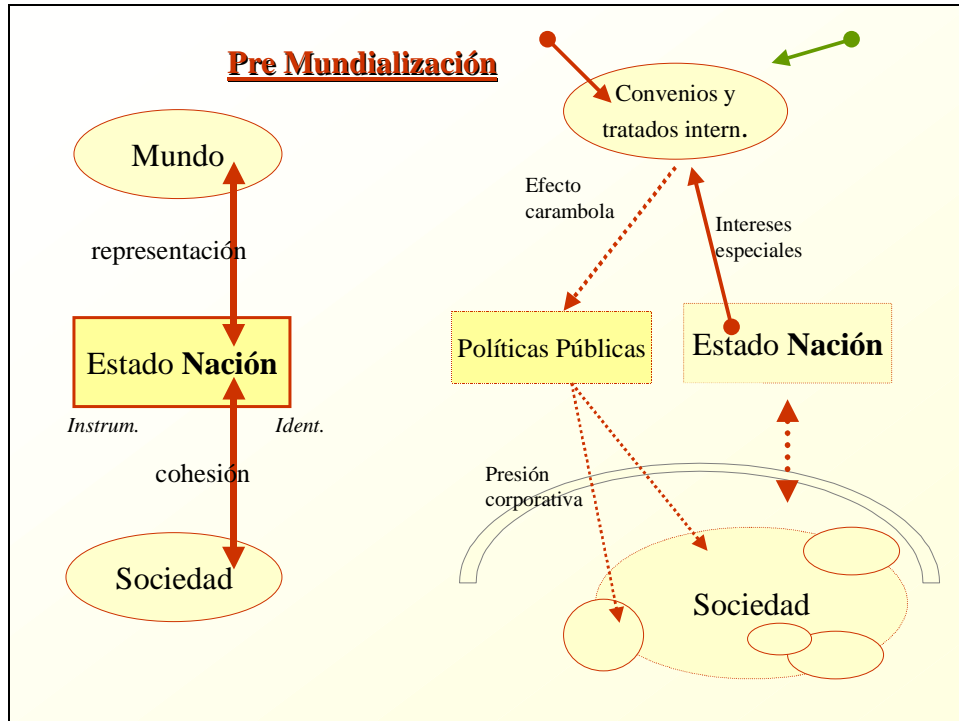 Pre Mundialización
Mundo
representación
Estado Nación
Instrum.
Ident.
cohesión
Sociedad
Convenios y
tratados intern.
Efecto
carambola
Intereses
especiales
Políticas Públicas
Estado Nación
Presión
corporativa
Sociedad